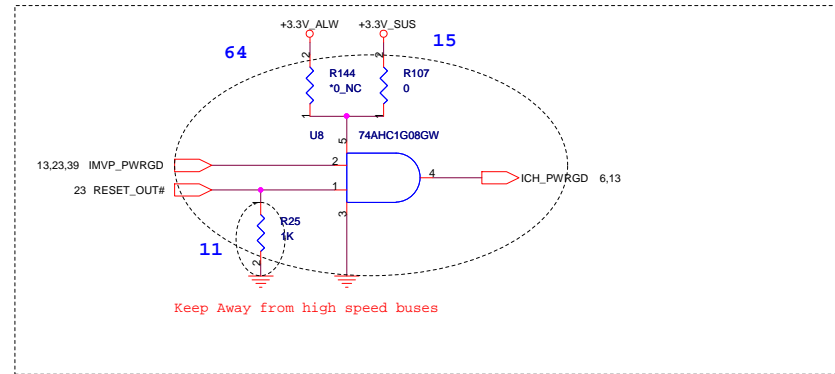 +3.3V_ALW +3.3V_SUS
15
64
2 2
R144 R107
*0_NC 0
1 1
U8 74AHC1G08GW
5
13,23,39 IMVP_PWRGD 2
4 ICH_PWRGD 6,13
23 RESET_OUT# 1
1 3
R25
1K
11
2
Keep Away from high speed buses